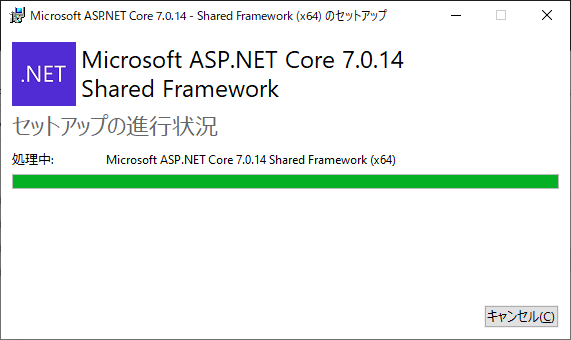 Microsoft ASP.NET Core 7.0.14 - Shared Framework (x64) のセットアップ
.NET
Microsoft ASP.NET Core 7.0.14
Shared Framework
セットアップの進行状況
処理中: Microsoft ASP.NET Core 7.0.14 Shared Framework (x64)
キャンセル(C)